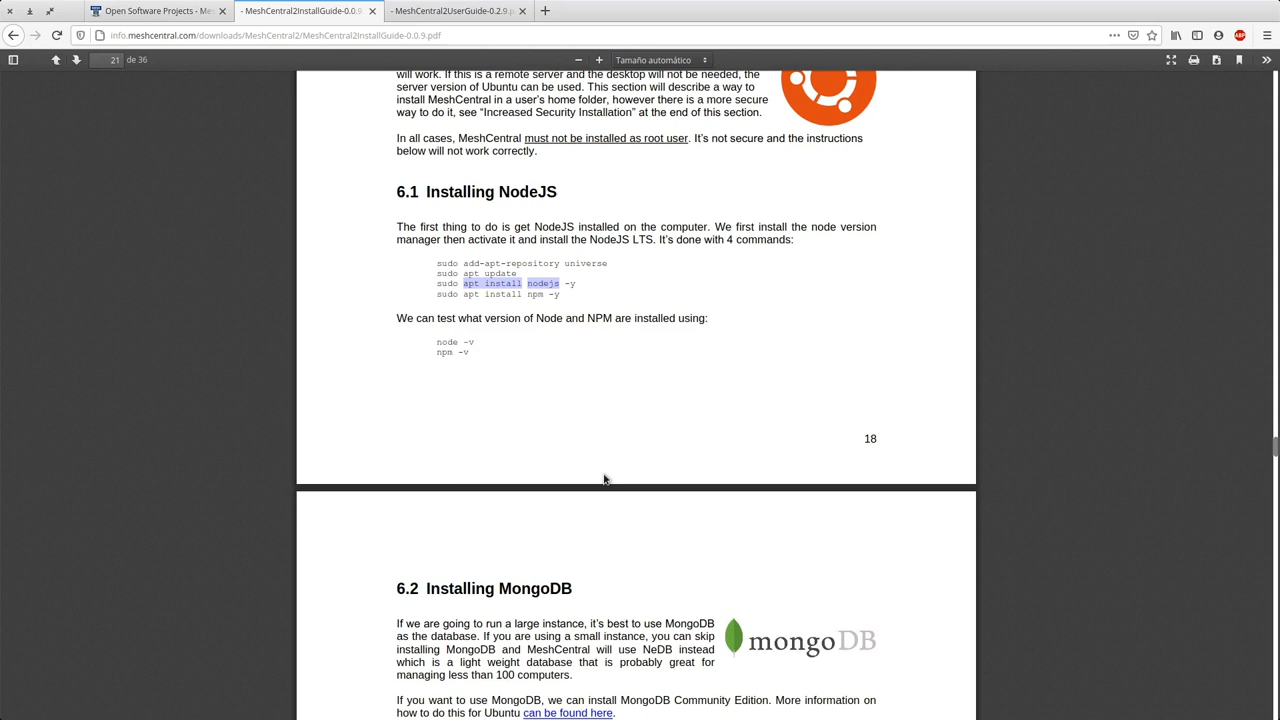 Open Software Projects - Mes
- MeshCentral2InstallGuide-0.0.9
- MeshCentral2UserGuide-0.2.9.p
info.meshcentral.com/downloads/MeshCentral2/MeshCentral2InstallGuide-0.0.9.pdf
ABP
21 de 36
Tamaño automático
will work. If this is a remote server and the desktop will not be needed, the
server version of Ubuntu can be used. This section will describe a way to
install MeshCentral in a user's home folder, however there is a more secure
way to do it, see “Increased Security Installation” at the end of this section.
In all cases, MeshCentral must not be installed as root user. It's not secure and the instructions
below will not work correctly.
6.1 Installing NodeJS
The first thing to do is get NodeJS installed on the computer. We first install the node version
manager then activate it and install the NodeJS LTS. It's done with 4 commands:
sudo add-apt-repository universe
sudo apt update
sudo apt install nodejs -y
sudo apt install npm -y
We can test what version of Node and NPM are installed using:
node -v
npm -v
18
6.2 Installing MongoDB
If we are going to run a large instance, it's best to use MongoDB
as the database. If you are using a small instance, you can skip
installing MongoDB and MeshCentral will use NeDB instead
which is a light weight database that is probably great for
managing less than 100 computers.
mongoDB
If you want to use MongoDB, we can install MongoDB Community Edition. More information on
how to do this for Ubuntu can be found here.